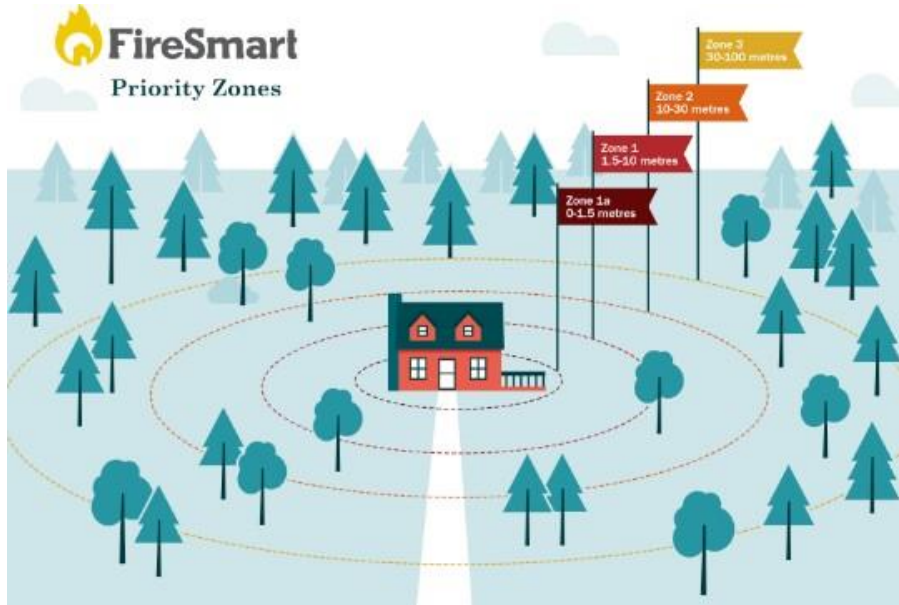 FireSmart
Priority Zones
Zone 3
30-100 metres
Zone 2
10-30 metres
Zone 1
1.5-10 metres
Zone 1a
0-1.5 metres